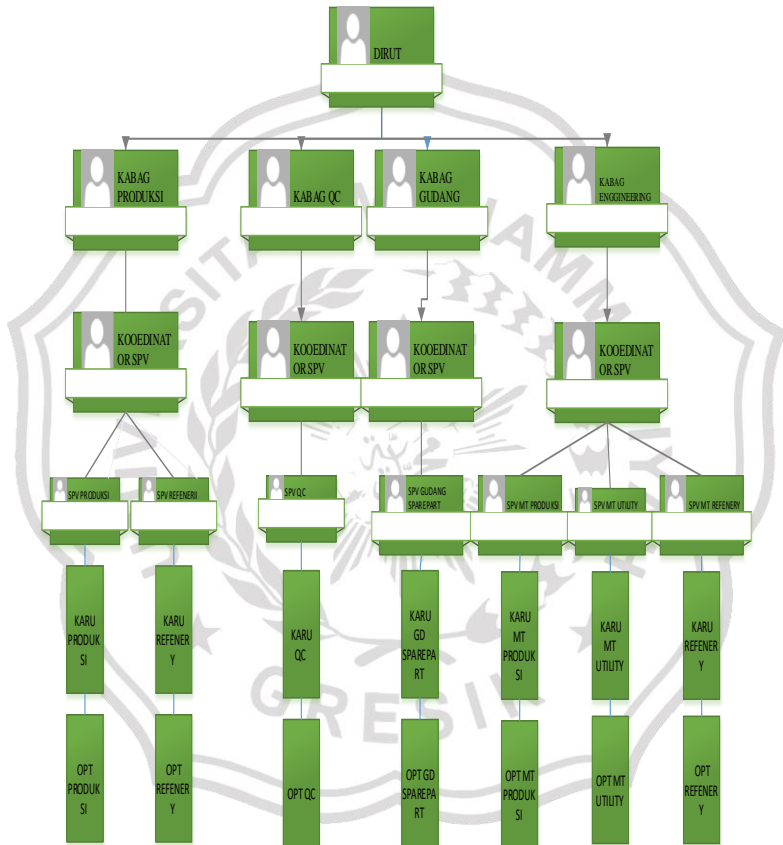 DIRUT
KABAG
PRODUKSI
KABAG QC
KABAG
GUDANG
KABAG
ENGGINEERING
KOOEDINAT
OR SPV
KOOEDINAT
OR SPV
KOOEDINAT
OR SPV
KOOEDINAT
OR SPV
SPV PRODUKSI
SPV REFENERII
SPV QC
SPV GUDANG
SPAREPART
SPV MT PRODUKSI
SPV MT UTILITY
SPV MT REFENERY
KARU
PRODUK
SI
KARU
REFENER
Y
KARU
QC
KARU
GD
SPAREPA
RT
KARU
MT
PRODUK
SI
KARU
MT
UTILITY
KARU
REFENER
Y
OPT
PRODUK
SI
OPT
REFENER
Y
OPT QC
OPT GD
SPAREPA
RT
OPT MT
PRODUK
SI
OPT MT
UTILITY
OPT
REFENER
Y
GRESIK